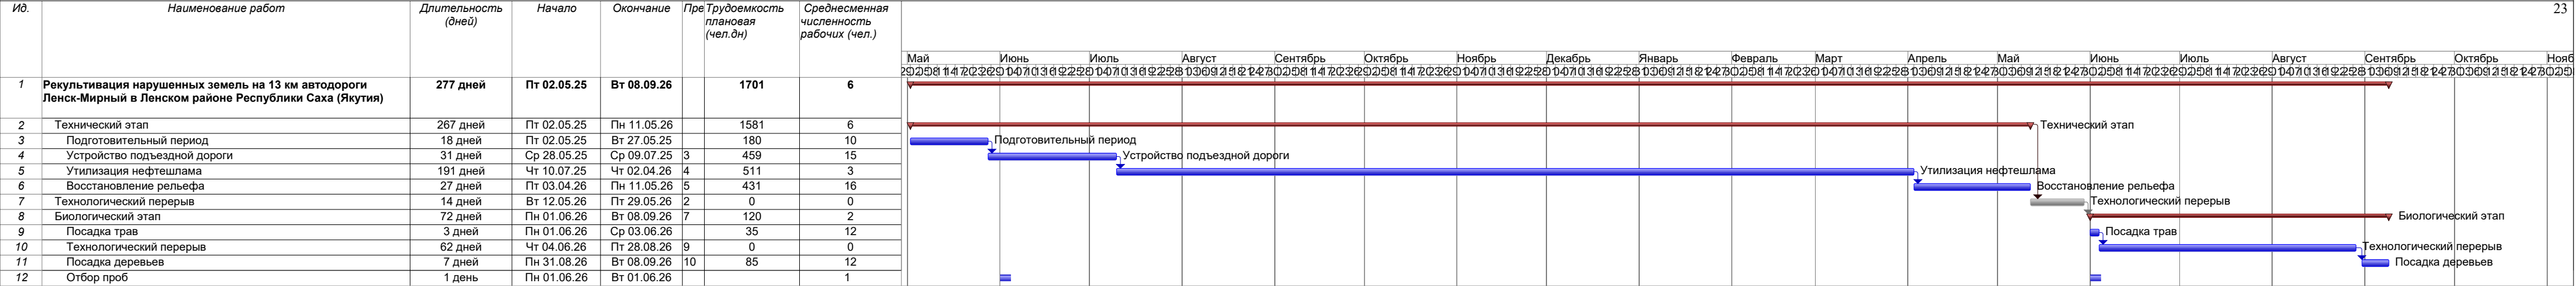 23
Ид. Наименование работ Длительность (дней) Начало Окончание Пре Трудоемкость плановая (чел.дн) Среднесменная численность рабочих (чел.)
Май Июнь Июль Август Сентябрь Октябрь Ноябрь Декабрь Январь Февраль Март Апрель Май Июнь Июль Август Сентябрь Октябрь Нояб
1 Рекультивация нарушенных земель на 13 км автодороги 277 дней Пт 02.05.25 Вт 08.09.26 1701 6
Ленск-Мирный в Ленском районе Республики Саха (Якутия)
2 Технический этап 267 дней Пт 02.05.25 Пн 11.05.26 1581 6 Технический этап
3 Подготовительный период 18 дней Пт 02.05.25 Вт 27.05.25 180 10 Подготовительный период
4 Устройство подъездной дороги 31 дней Ср 28.05.25 Ср 09.07.25 3 459 15 Устройство подъездной дороги
5 Утилизация нефтешлама 191 дней Чт 10.07.25 Чт 02.04.26 4 511 3 Утилизация нефтешлама
6 Восстановление рельефа 27 дней Пт 03.04.26 Пн 11.05.26 5 431 16 Восстановление рельефа
7 Технологический перерыв 14 дней Вт 12.05.26 Пт 29.05.26 2 0 0 Технологический перерыв
8 Биологический этап 72 дней Пн 01.06.26 Вт 08.09.26 7 120 2 Биологический этап
9 Посадка трав 3 дней Пн 01.06.26 Ср 03.06.26 35 12 Посадка трав
10 Технологический перерыв 62 дней Чт 04.06.26 Пт 28.08.26 9 0 0 Технологический перерыв
11 Посадка деревьев 7 дней Пн 31.08.26 Вт 08.09.26 10 85 12 Посадка деревьев
12 Отбор проб 1 день Пн 01.06.26 Вт 01.06.26 1